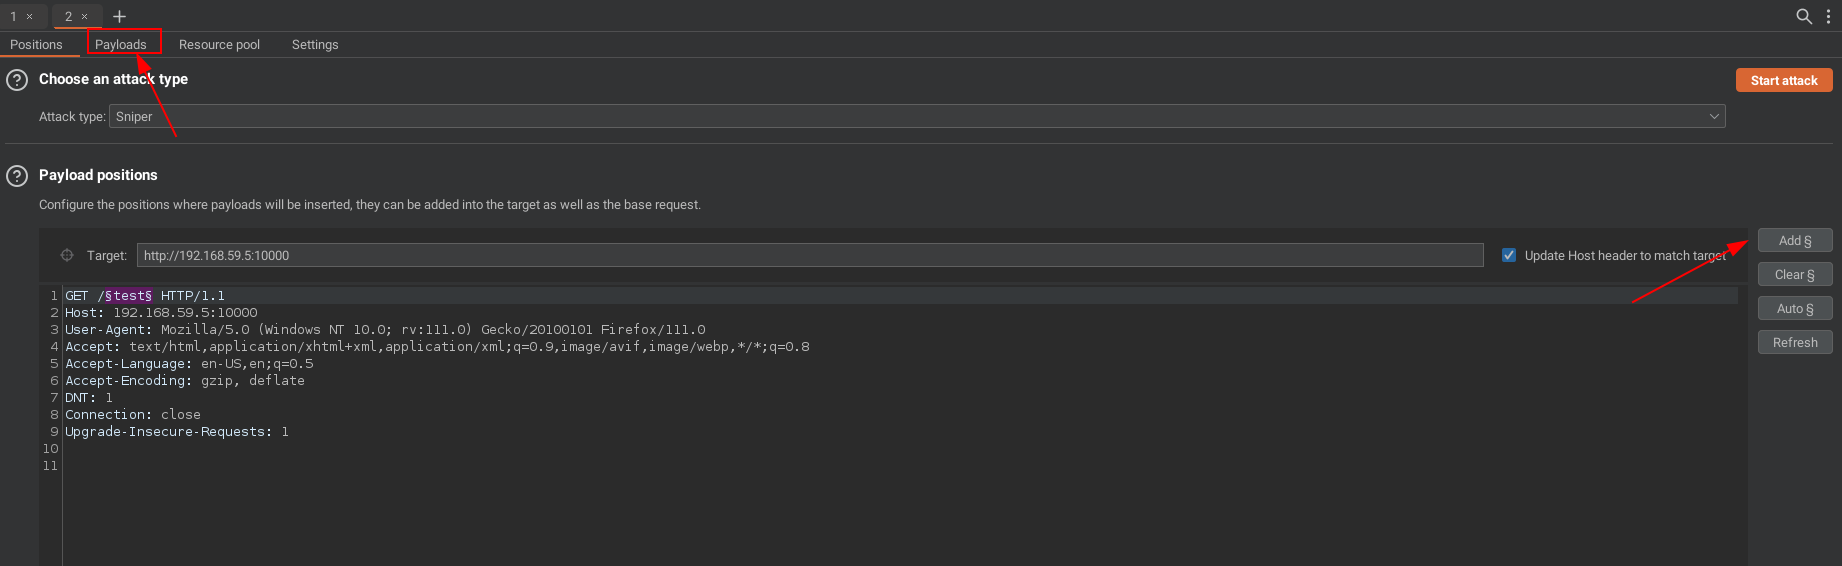 1 × 2 × +
Positions Payloads Resource pool Settings
? Choose an attack type
Start attack
Attack type: Sniper
? Payload positions
Configure the positions where payloads will be inserted, they can be added into the target as well as the base request.
Target: http://192.168.59.5:10000 Update Host header to match target
Add §
Clear §
Auto §
Refresh
1 GET /§test§ HTTP/1.1
2 Host: 192.168.59.5:10000
3 User-Agent: Mozilla/5.0 (Windows NT 10.0; rv:111.0) Gecko/20100101 Firefox/111.0
4 Accept: text/html,application/xhtml+xml,application/xml;q=0.9,image/avif,image/webp,*/*;q=0.8
5 Accept-Language: en-US,en;q=0.5
6 Accept-Encoding: gzip, deflate
7 DNT: 1
8 Connection: close
9 Upgrade-Insecure-Requests: 1
10
11